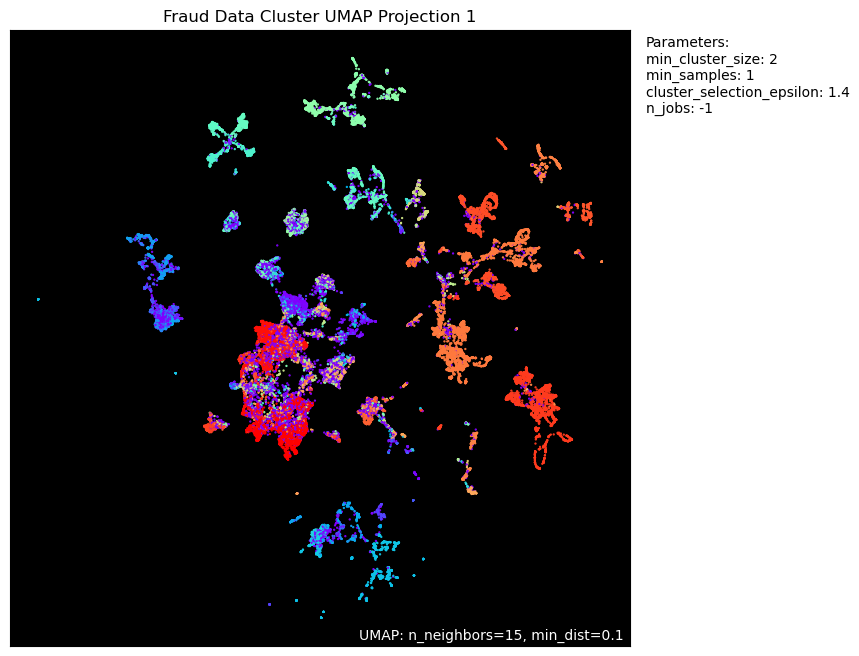 Fraud Data Cluster UMAP Projection 1
Parameters:
min_cluster_size: 2
min_samples: 1
cluster_selection_epsilon: 1.4
n_jobs: -1
UMAP: n_neighbors=15, min_dist=0.1